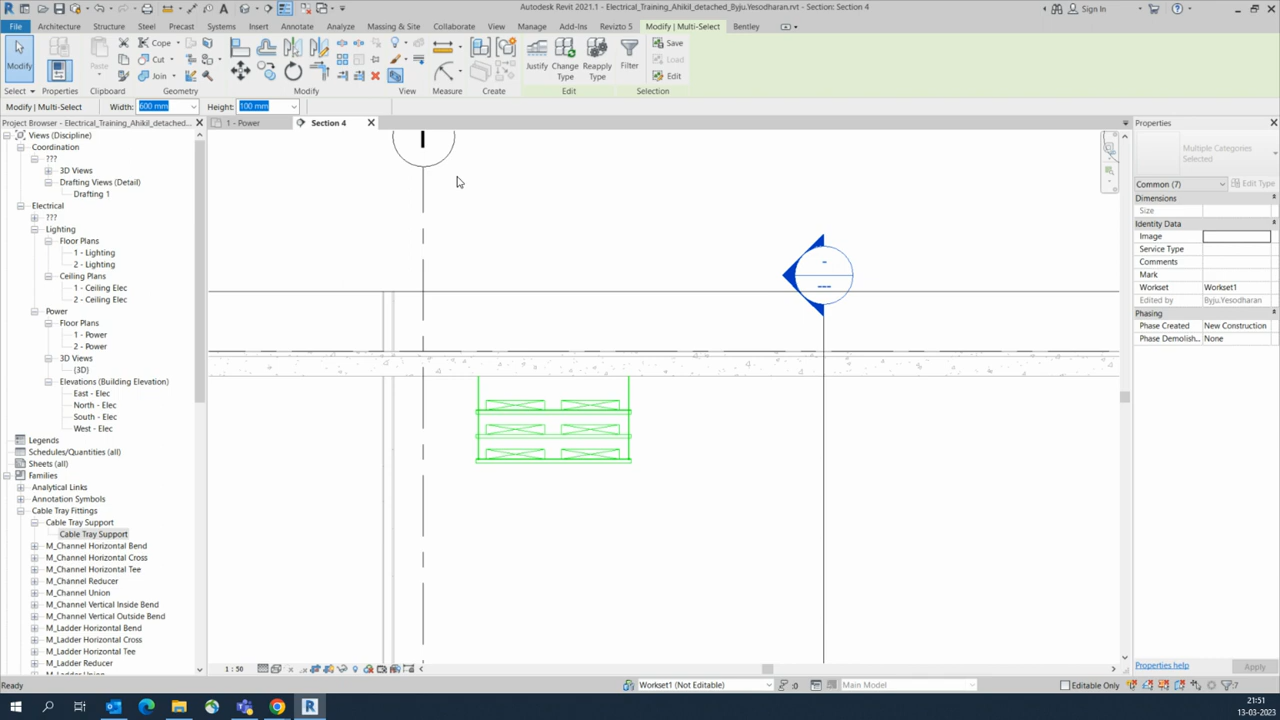 Autodesk Revit 2021.1 - Electrical_Training_Ahikil_detached_Byju.Yesodharan.rvt - Section: Section 4
Sign In
File Architecture Structure Steel Precast Systems Insert Annotate Analyze Massing & Site Collaborate View Manage Add-Ins Revizto 5 Modify | Multi-Select Bentley
Modify
Paste
Cope
Cut
Join
Justify
Change Type
Reapply Type
Filter
Save
Load
Edit
Select Properties Clipboard Geometry Modify View Measure Create Edit Selection
Modify | Multi-Select Width: 600 mm Height: 100 mm
Project Browser - Electrical_Training_Ahikil_detached...
1 - Power
Section 4
Views (Discipline)
Coordination
???
3D Views
Drafting Views (Detail)
Drafting 1
Electrical
???
Lighting
Floor Plans
1 - Lighting
2 - Lighting
Ceiling Plans
1 - Ceiling Elec
2 - Ceiling Elec
Power
Floor Plans
1 - Power
2 - Power
3D Views
{3D}
Elevations (Building Elevation)
East - Elec
North - Elec
South - Elec
West - Elec
Legends
Schedules/Quantities (all)
Sheets (all)
Families
Analytical Links
Annotation Symbols
Cable Tray Fittings
Cable Tray Support
Cable Tray Support
M_Channel Horizontal Bend
M_Channel Horizontal Cross
M_Channel Horizontal Tee
M_Channel Reducer
M_Channel Union
M_Channel Vertical Inside Bend
M_Channel Vertical Outside Bend
M_Ladder Horizontal Bend
M_Ladder Horizontal Cross
M_Ladder Horizontal Tee
M_Ladder Reducer
-
---
Properties
Multiple Categories Selected
Common (7) Edit Type
Dimensions
Size
Identity Data
Image
Service Type
Comments
Mark
Workset Workset1
Edited by Byju.Yesodharan
Phasing
Phase Created New Construction
Phase Demolish... None
Properties help
Apply
1 : 50
Ready
Workset1 (Not Editable)
:0
Main Model
Editable Only
:7
21:51
13-03-2023